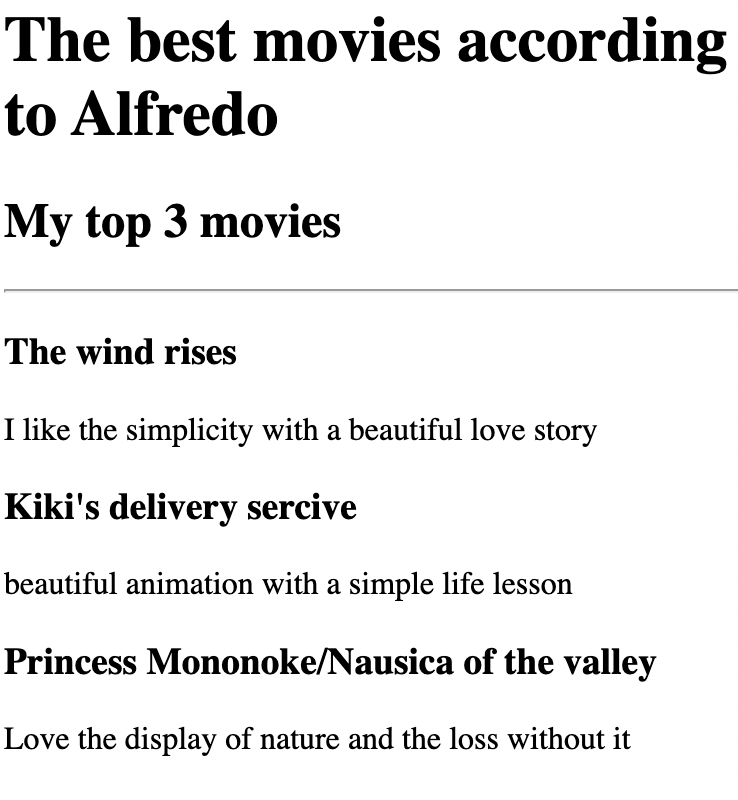 The best movies according
to Alfredo
My top 3 movies
The wind rises
I like the simplicity with a beautiful love story
Kiki's delivery sercive
beautiful animation with a simple life lesson
Princess Mononoke/Nausica of the valley
Love the display of nature and the loss without it